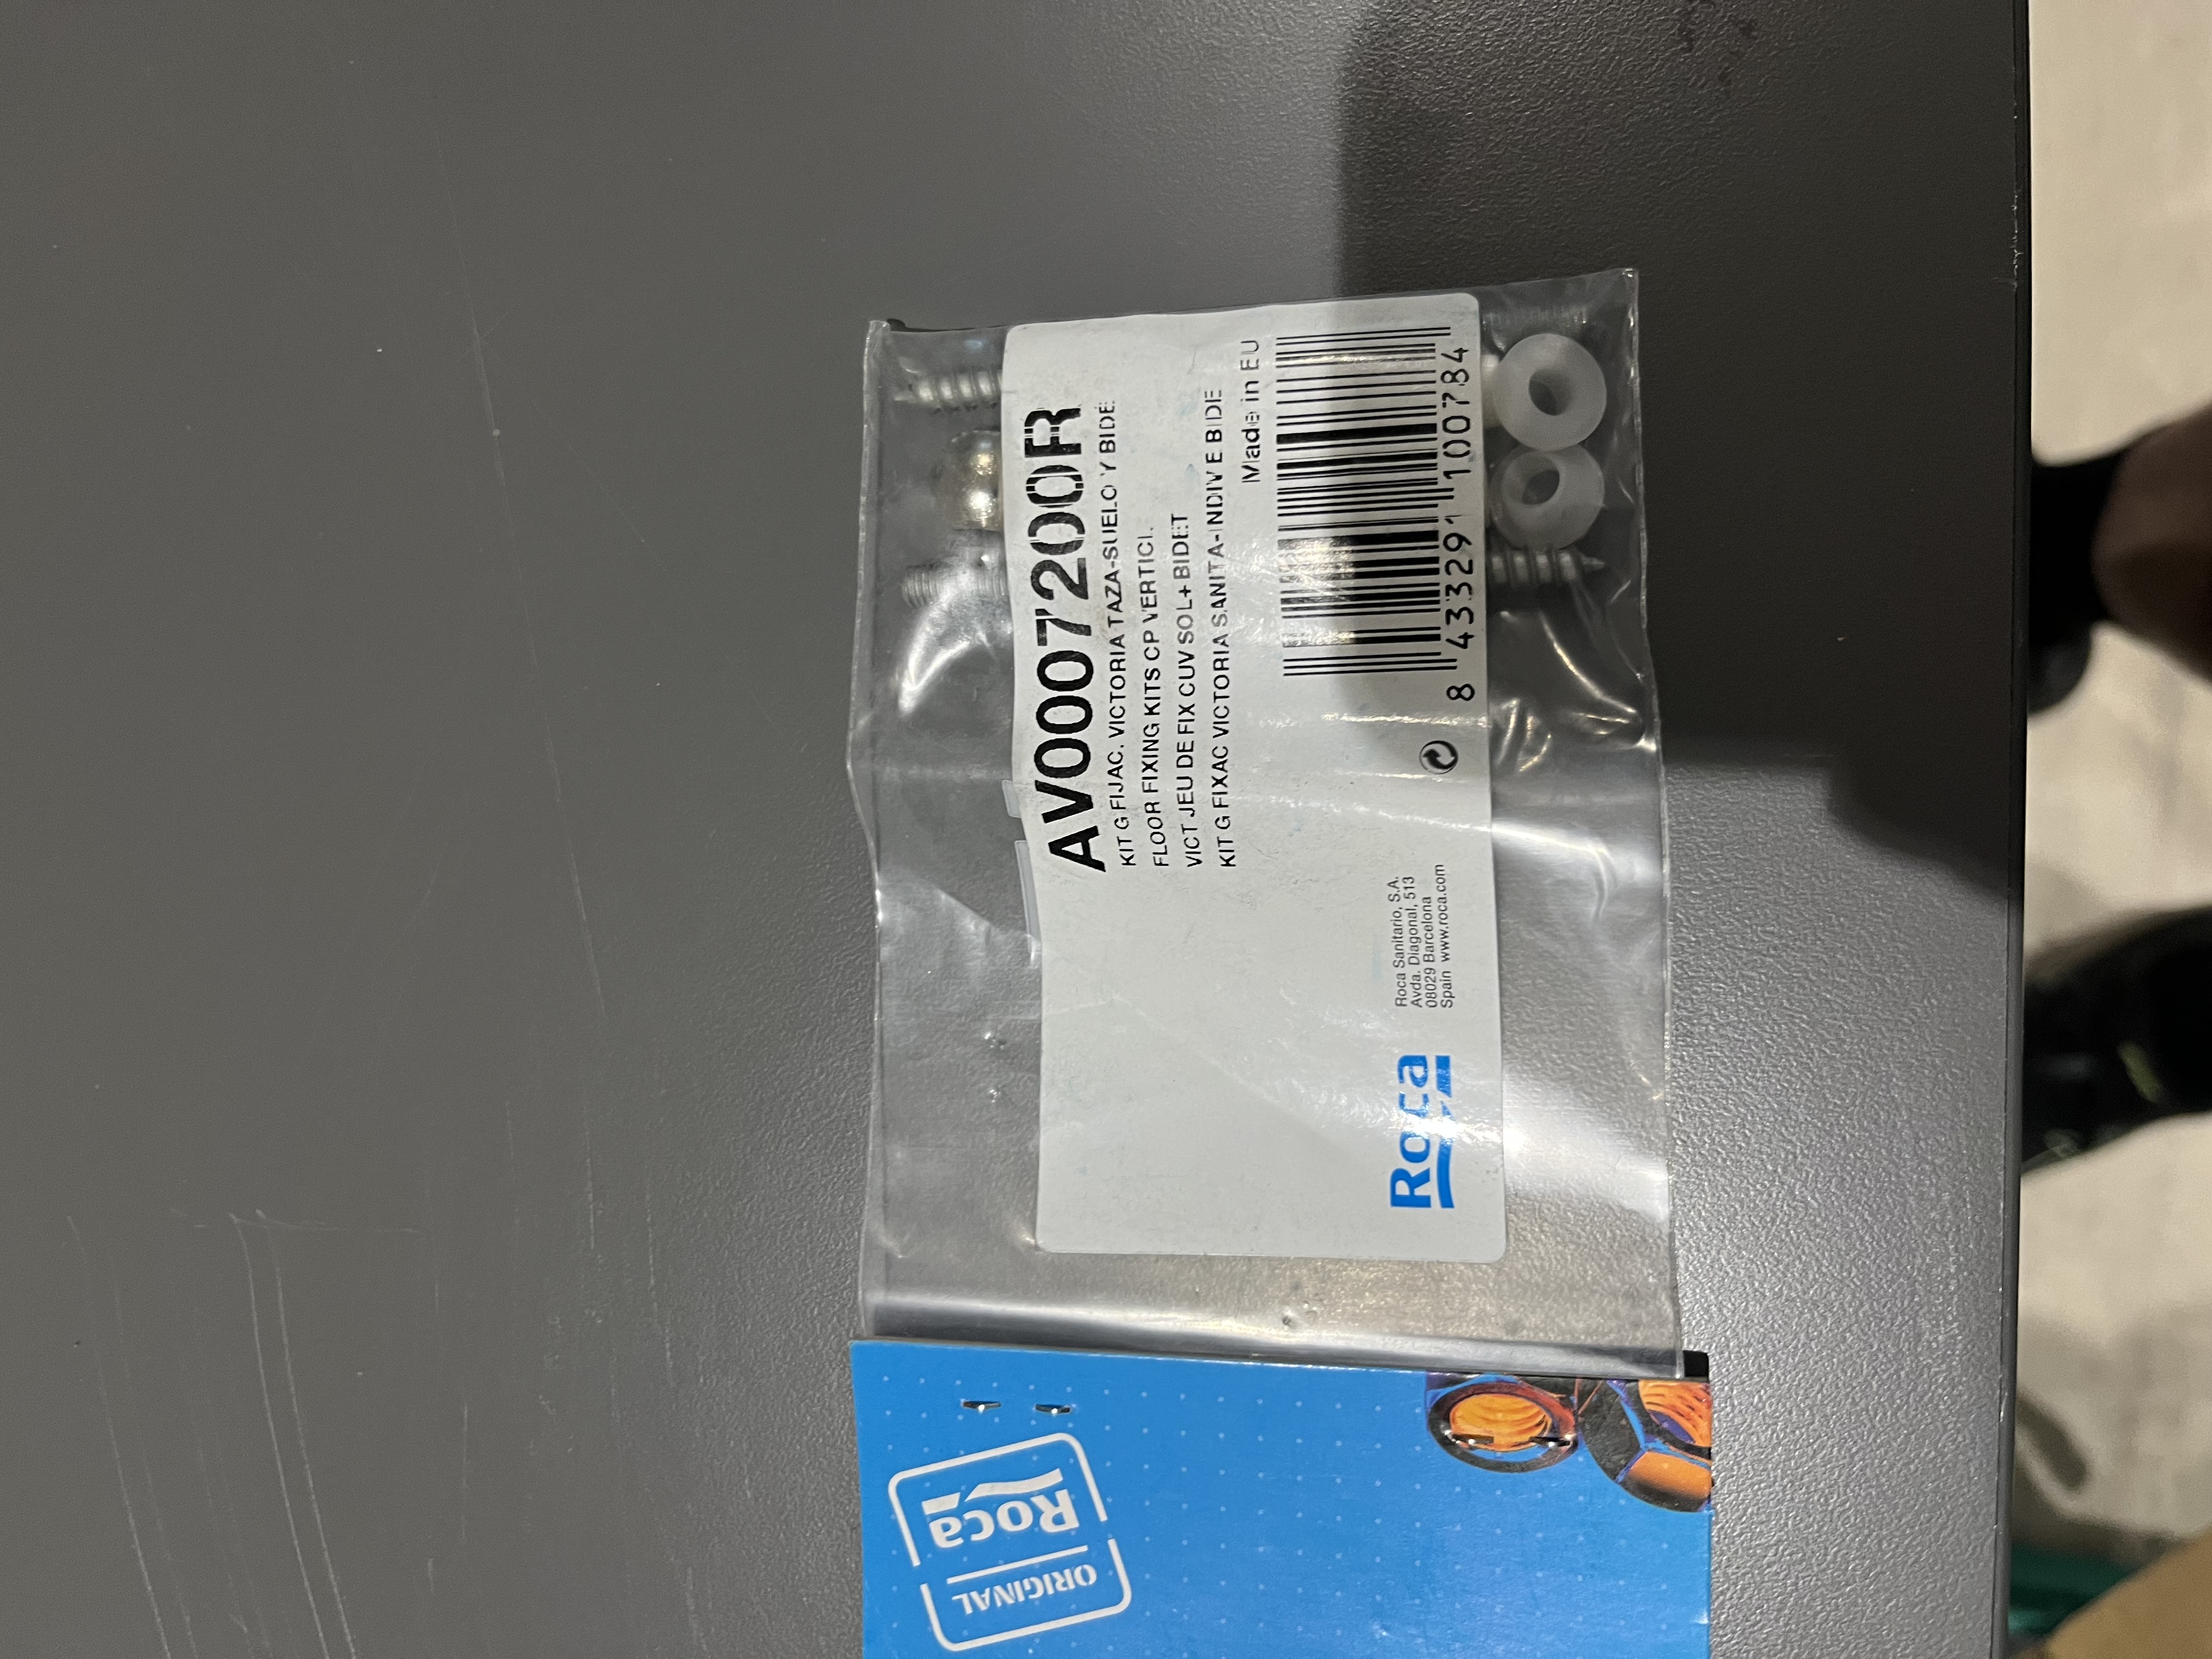 AV0007200R
KIT G FIJAC. VICTORIA TAZA-SUELO Y BIDE.
FLOOR FIXING KITS CP VERTICL.
VICT JEU DE FIX CUV SOL+BIDET
KIT G FIXAC VICTORIA SANITA-INDIV E BIDE
Made in EU
8 433291 100784
Roca Sanitario, S.A.
Avda. Diagonal, 513
08029 Barcelona
Spain www.roca.com
Roca
ORIGINAL
Roca